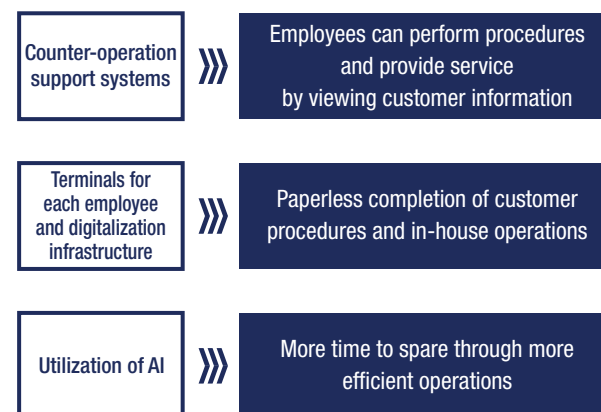 Counter-operation
support systems
Employees can perform procedures
and provide service
by viewing customer information
Terminals for
each employee
and digitalization
infrastructure
Paperless completion of customer
procedures and in-house operations
Utilization of AI
More time to spare through more
efficient operations